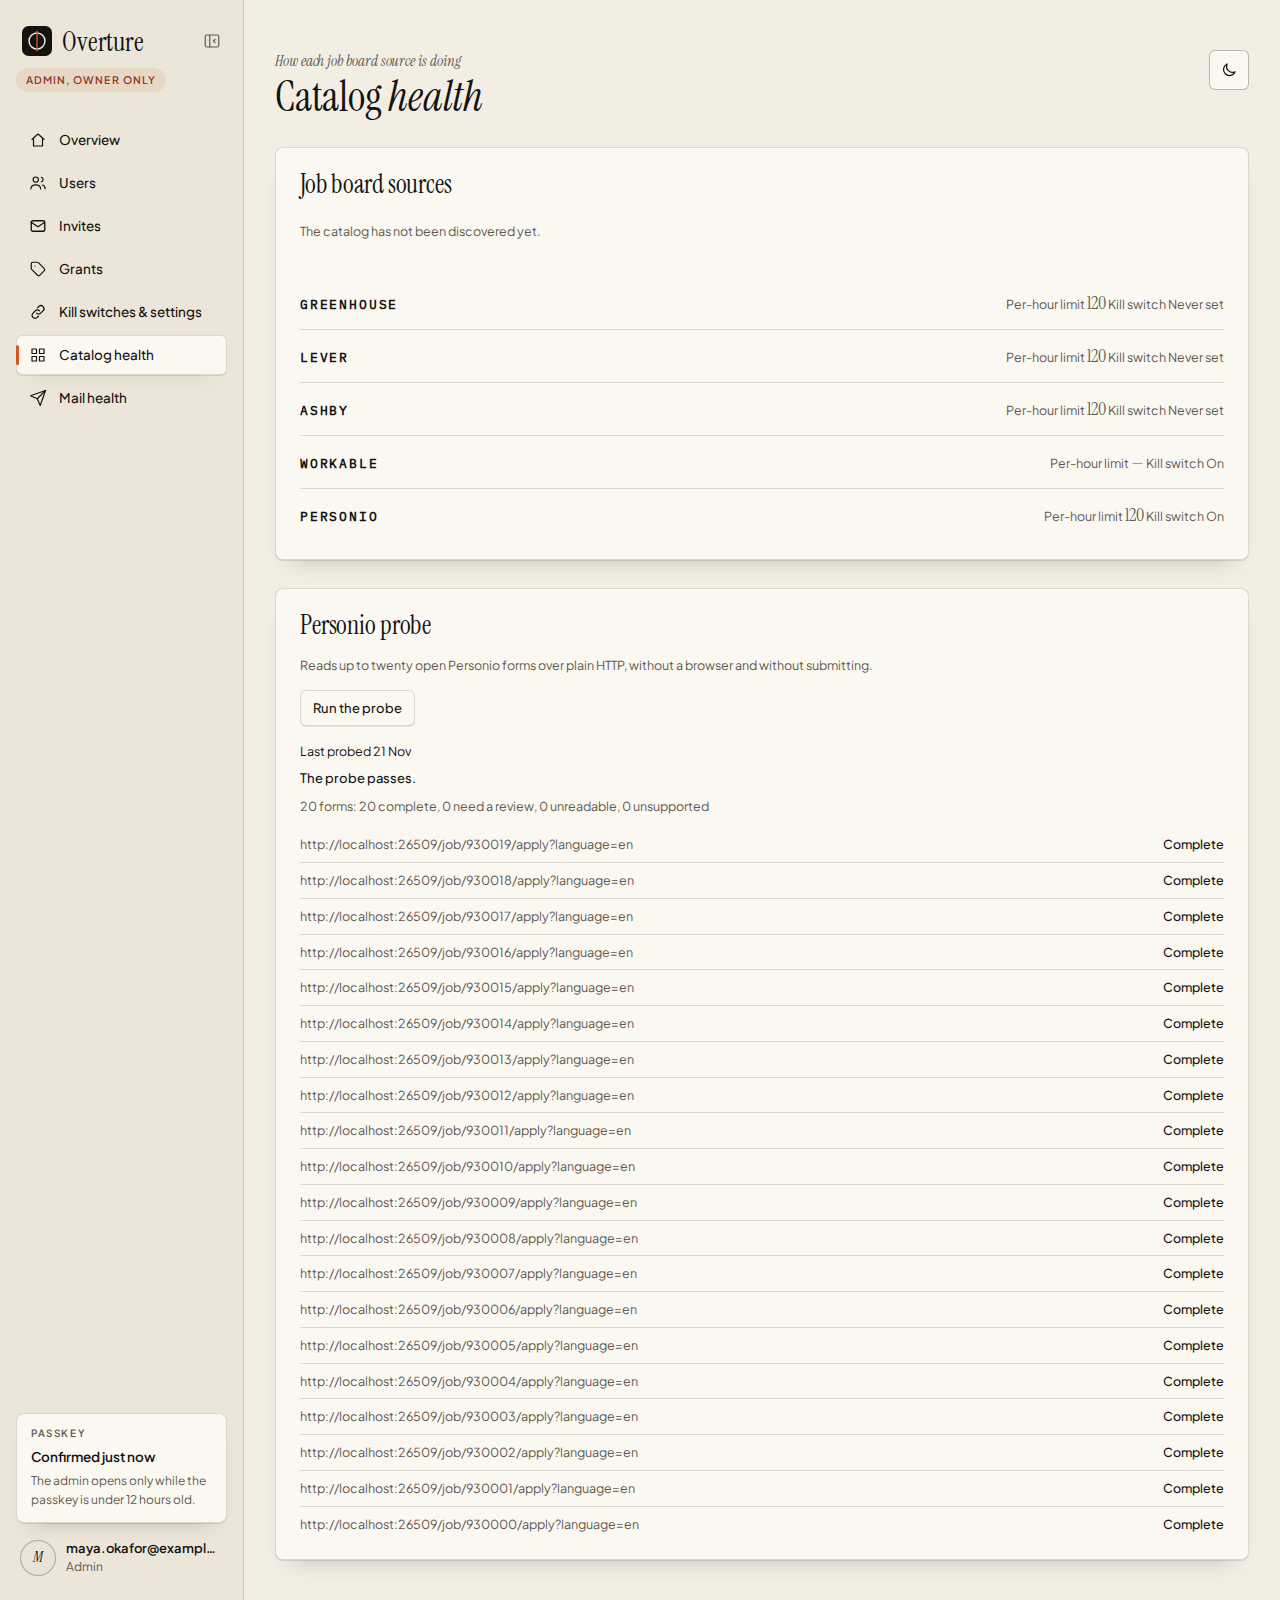 Overture
ADMIN, OWNER ONLY
Overview
Users
Invites
Grants
Kill switches & settings
Catalog health
Mail health
PASSKEY
Confirmed just now
The admin opens only while the
passkey is under 12 hours old.
M
maya.okafor@exampl…
Admin
How each job board source is doing
Catalog health
Job board sources
The catalog has not been discovered yet.
GREENHOUSE Per-hour limit 120 Kill switch Never set
LEVER Per-hour limit 120 Kill switch Never set
ASHBY Per-hour limit 120 Kill switch Never set
WORKABLE Per-hour limit — Kill switch On
PERSONIO Per-hour limit 120 Kill switch On
Personio probe
Reads up to twenty open Personio forms over plain HTTP, without a browser and without submitting.
Run the probe
Last probed 21 Nov
The probe passes.
20 forms: 20 complete, 0 need a review, 0 unreadable, 0 unsupported
http://localhost:26509/job/930019/apply?language=en Complete
http://localhost:26509/job/930018/apply?language=en Complete
http://localhost:26509/job/930017/apply?language=en Complete
http://localhost:26509/job/930016/apply?language=en Complete
http://localhost:26509/job/930015/apply?language=en Complete
http://localhost:26509/job/930014/apply?language=en Complete
http://localhost:26509/job/930013/apply?language=en Complete
http://localhost:26509/job/930012/apply?language=en Complete
http://localhost:26509/job/930011/apply?language=en Complete
http://localhost:26509/job/930010/apply?language=en Complete
http://localhost:26509/job/930009/apply?language=en Complete
http://localhost:26509/job/930008/apply?language=en Complete
http://localhost:26509/job/930007/apply?language=en Complete
http://localhost:26509/job/930006/apply?language=en Complete
http://localhost:26509/job/930005/apply?language=en Complete
http://localhost:26509/job/930004/apply?language=en Complete
http://localhost:26509/job/930003/apply?language=en Complete
http://localhost:26509/job/930002/apply?language=en Complete
http://localhost:26509/job/930001/apply?language=en Complete
http://localhost:26509/job/930000/apply?language=en Complete